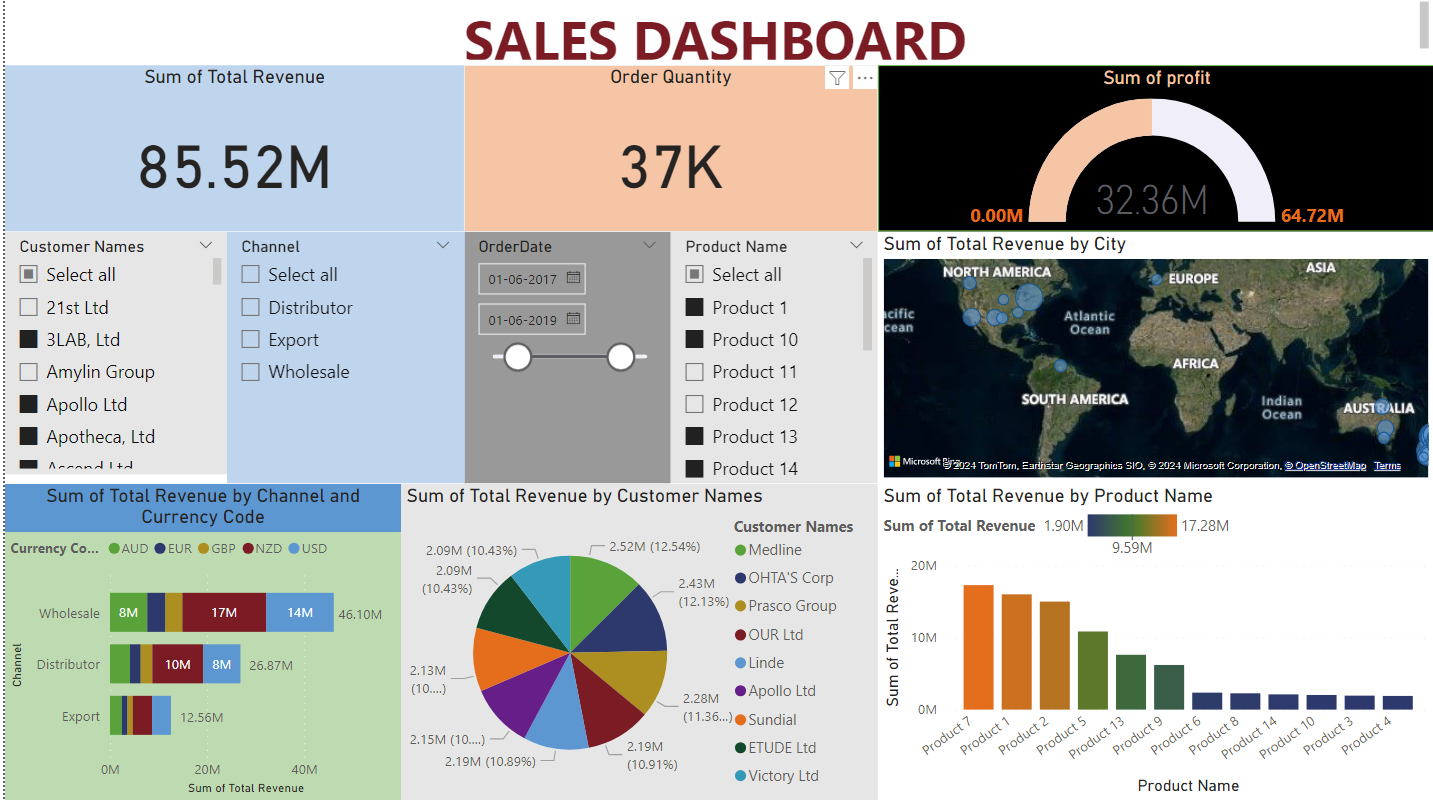 SALES DASHBOARD
Sum of Total Revenue
85.52M
Order Quantity
37K
Sum of profit
32.36M
0.00M
64.72M
Customer Names
Select all
21st Ltd
3LAB, Ltd
Amylin Group
Apollo Ltd
Apotheca, Ltd
Ascend Ltd
Channel
Select all
Distributor
Export
Wholesale
OrderDate
01-06-2017
01-06-2019
Product Name
Select all
Product 1
Product 10
Product 11
Product 12
Product 13
Product 14
Sum of Total Revenue by City
NORTH AMERICA
EUROPE
ASIA
acific
cean
Atlantic
Ocean
AFRICA
SOUTH AMERICA
Indian
Ocean
AUSTRALIA
Microsoft Bing
© 2024 TomTom, Earthstar Geographics SIO, © 2024 Microsoft Corporation, © OpenStreetMap Terms
Sum of Total Revenue by Channel and
Currency Code
Currency Co... AUD EUR GBP NZD USD
Channel
Wholesale 8M 17M 14M 46.10M
Distributor 10M 8M 26.87M
Export 12.56M
0M 20M 40M
Sum of Total Revenue
Sum of Total Revenue by Customer Names
2.52M (12.54%)
2.43M
(12.13%)
2.28M
(11.36...)
2.19M
(10.91%)
2.19M (10.89%)
2.15M (10....)
2.13M
(10....)
2.09M
(10.43%)
2.09M (10.43%)
Customer Names
Medline
OHTA'S Corp
Prasco Group
OUR Ltd
Linde
Apollo Ltd
Sundial
ETUDE Ltd
Victory Ltd
Sum of Total Revenue by Product Name
Sum of Total Revenue 1.90M 17.28M
9.59M
Sum of Total Reve...
20M
10M
0M
Product 7
Product 1
Product 2
Product 5
Product 13
Product 9
Product 6
Product 8
Product 14
Product 10
Product 3
Product 4
Product Name